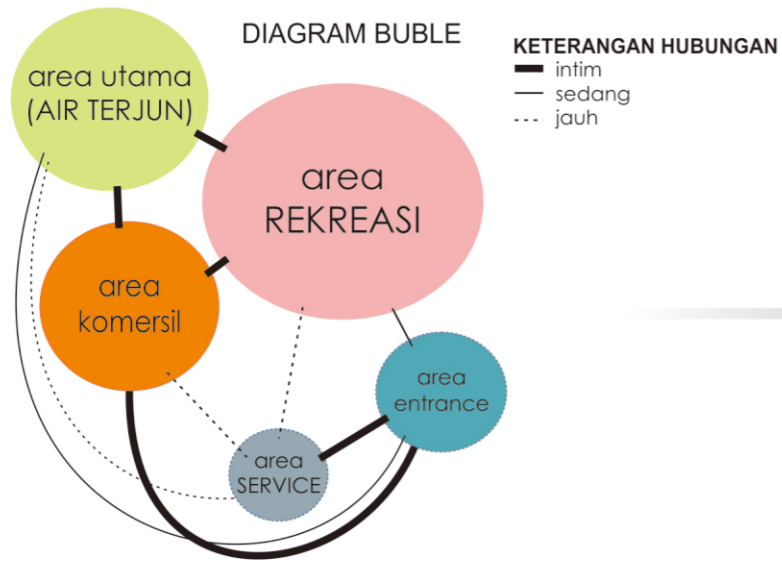 DIAGRAM BUBLE
KETERANGAN HUBUNGAN
intim
sedang
jauh
area utama
(AIR TERJUN)
area
REKREASI
area
komersil
area
entrance
area
SERVICE